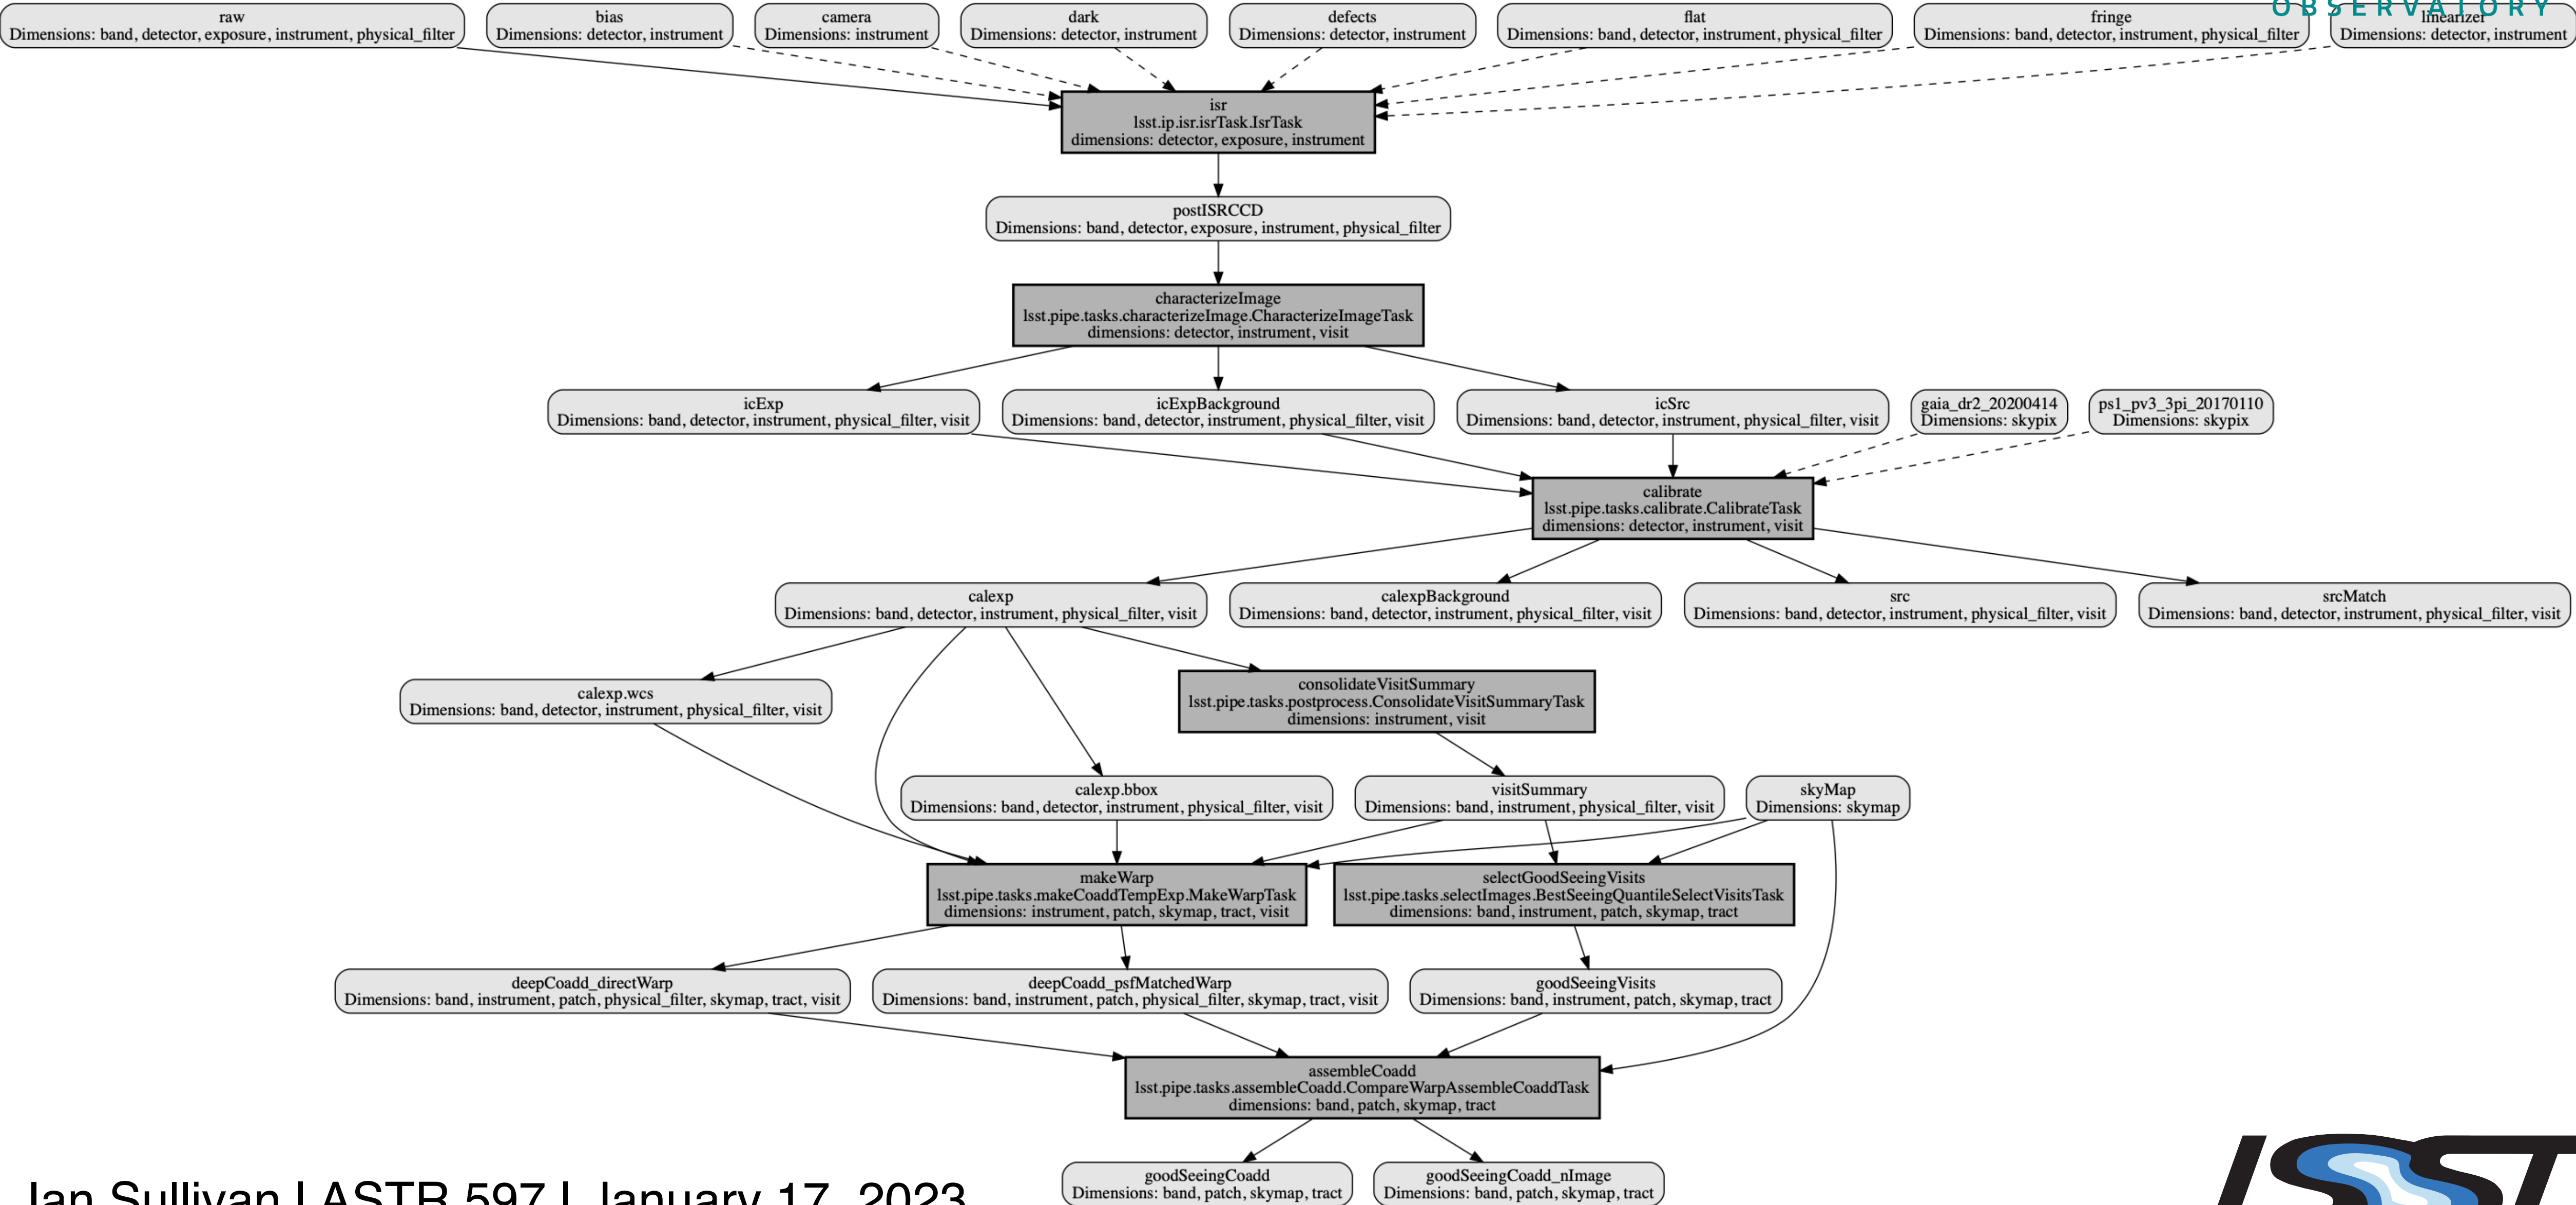 OBSERVATORY
raw
Dimensions: band, detector, exposure, instrument, physical_filter
bias
Dimensions: detector, instrument
camera
Dimensions: instrument
dark
Dimensions: detector, instrument
defects
Dimensions: detector, instrument
flat
Dimensions: band, detector, instrument, physical_filter
fringe
Dimensions: band, detector, instrument, physical_filter
linearizer
Dimensions: detector, instrument
isr
lsst.ip.isr.isrTask.IsrTask
dimensions: detector, exposure, instrument
postISRCCD
Dimensions: band, detector, exposure, instrument, physical_filter
characterizeImage
lsst.pipe.tasks.characterizeImage.CharacterizeImageTask
dimensions: detector, instrument, visit
icExp
Dimensions: band, detector, instrument, physical_filter, visit
icExpBackground
Dimensions: band, detector, instrument, physical_filter, visit
icSrc
Dimensions: band, detector, instrument, physical_filter, visit
gaia_dr2_20200414
Dimensions: skypix
ps1_pv3_3pi_20170110
Dimensions: skypix
calibrate
lsst.pipe.tasks.calibrate.CalibrateTask
dimensions: detector, instrument, visit
calexp
Dimensions: band, detector, instrument, physical_filter, visit
calexpBackground
Dimensions: band, detector, instrument, physical_filter, visit
src
Dimensions: band, detector, instrument, physical_filter, visit
srcMatch
Dimensions: band, detector, instrument, physical_filter, visit
calexp.wcs
Dimensions: band, detector, instrument, physical_filter, visit
consolidateVisitSummary
lsst.pipe.tasks.postprocess.ConsolidateVisitSummaryTask
dimensions: instrument, visit
calexp.bbox
Dimensions: band, detector, instrument, physical_filter, visit
visitSummary
Dimensions: band, instrument, physical_filter, visit
skyMap
Dimensions: skymap
makeWarp
lsst.pipe.tasks.makeCoaddTempExp.MakeWarpTask
dimensions: instrument, patch, skymap, tract, visit
selectGoodSeeingVisits
lsst.pipe.tasks.selectImages.BestSeeingQuantileSelectVisitsTask
dimensions: band, instrument, patch, skymap, tract
deepCoadd_directWarp
Dimensions: band, instrument, patch, physical_filter, skymap, tract, visit
deepCoadd_psfMatchedWarp
Dimensions: band, instrument, patch, physical_filter, skymap, tract, visit
goodSeeingVisits
Dimensions: band, instrument, patch, skymap, tract
assembleCoadd
lsst.pipe.tasks.assembleCoadd.CompareWarpAssembleCoaddTask
dimensions: band, patch, skymap, tract
goodSeeingCoadd
Dimensions: band, patch, skymap, tract
goodSeeingCoadd_nImage
Dimensions: band, patch, skymap, tract
Ian Sullivan | ASTR 597 | January 17, 2023
LSST